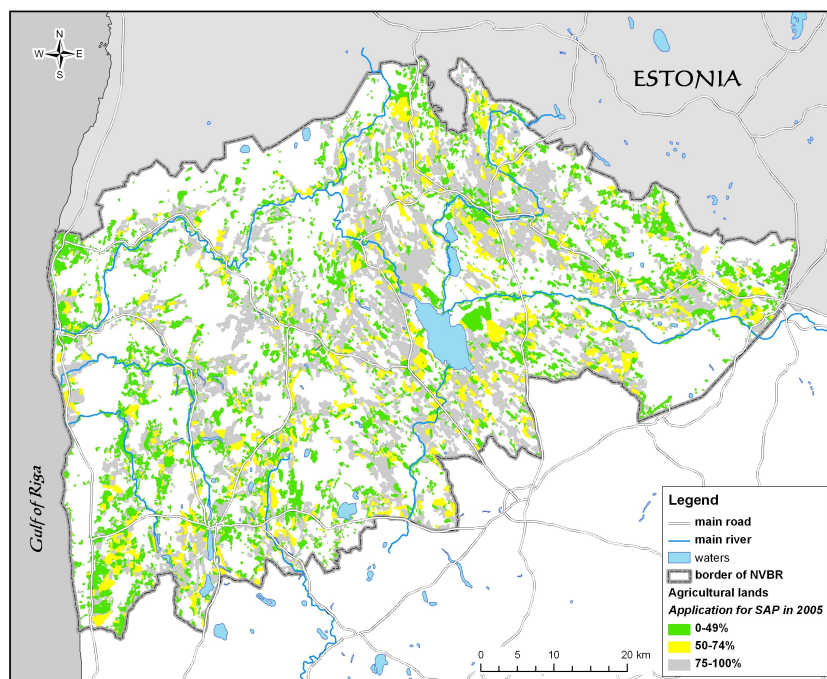 N
W E
S
ESTONIA
Gulf of Riga
Legend
main road
main river
waters
border of NVBR
Agricultural lands
Application for SAP in 2005
0-49%
50-74%
75-100%
0 5 10 20 km